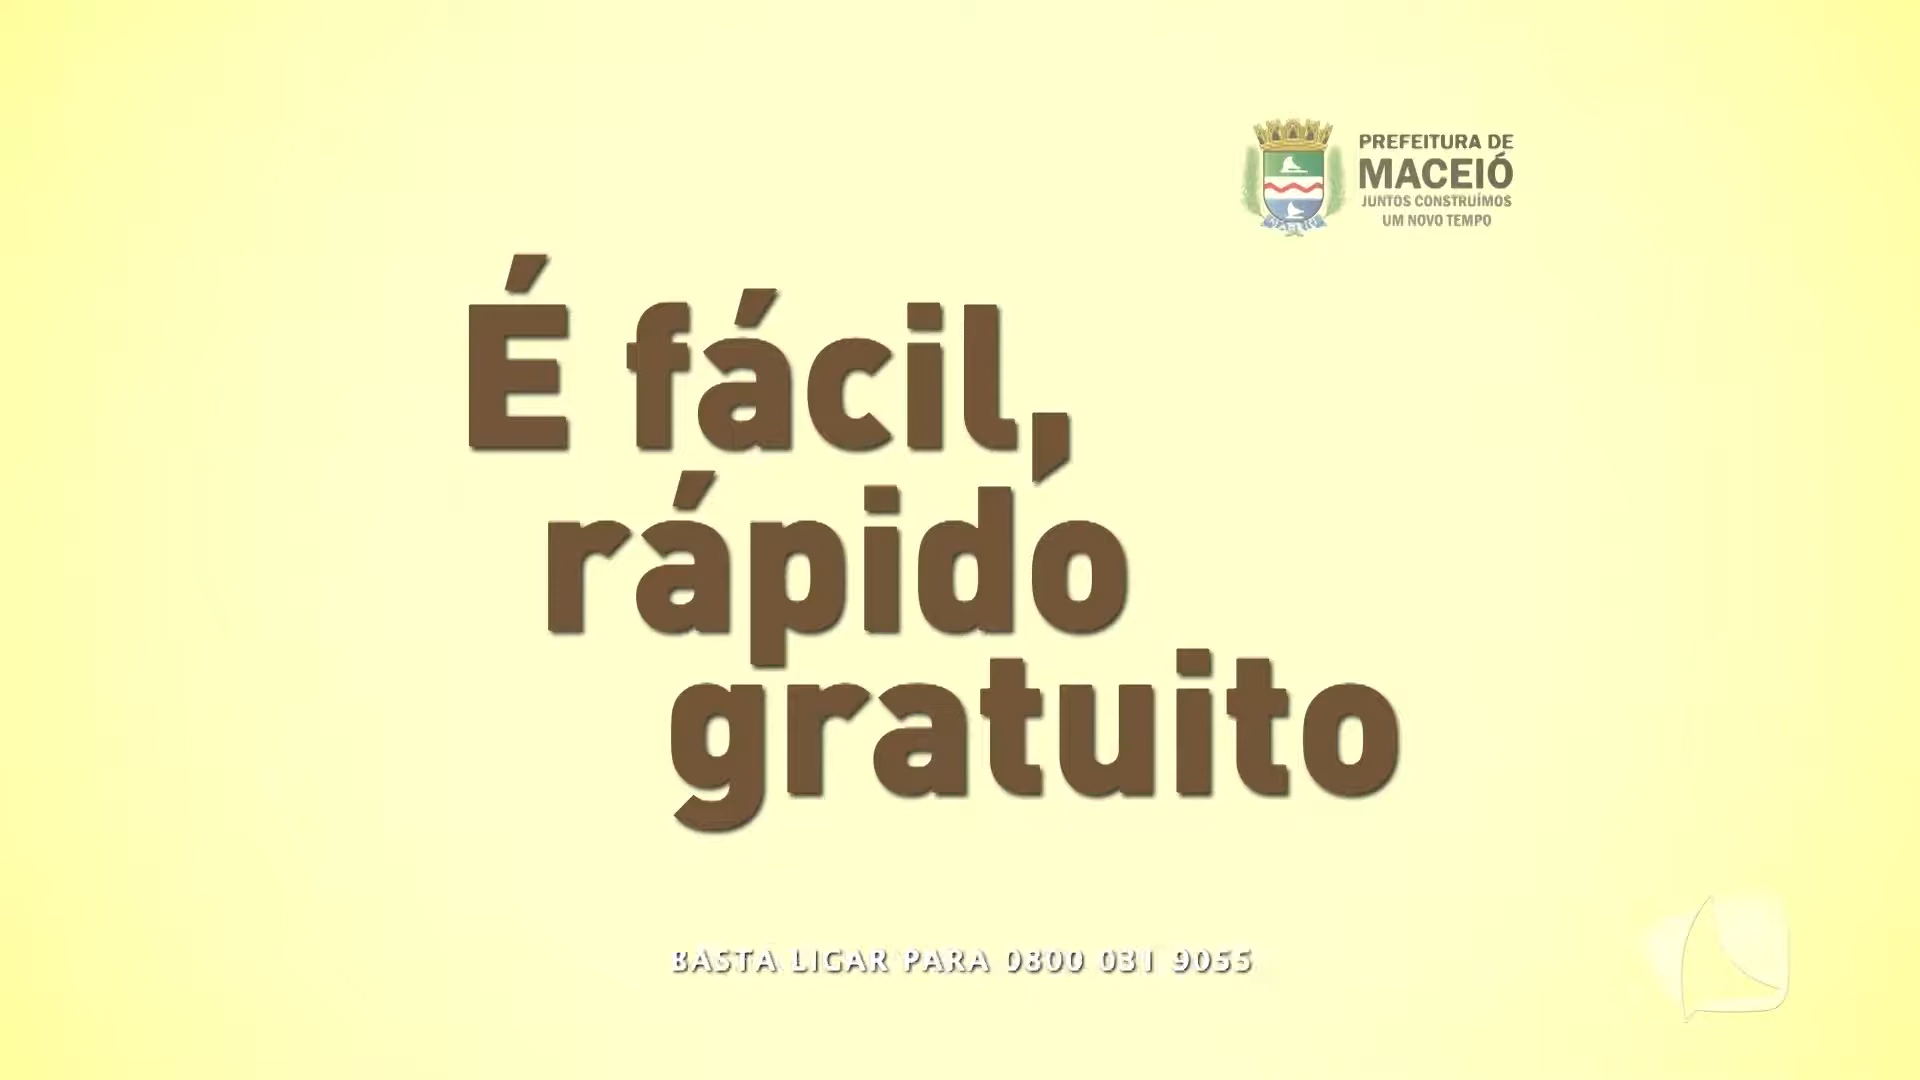 PREFEITURA DE
MACEIÓ
JUNTOS CONSTRUÍMOS
UM NOVO TEMPO
É fácil,
rápido
gratuito
BASTA LIGAR PARA 0800 031 9055